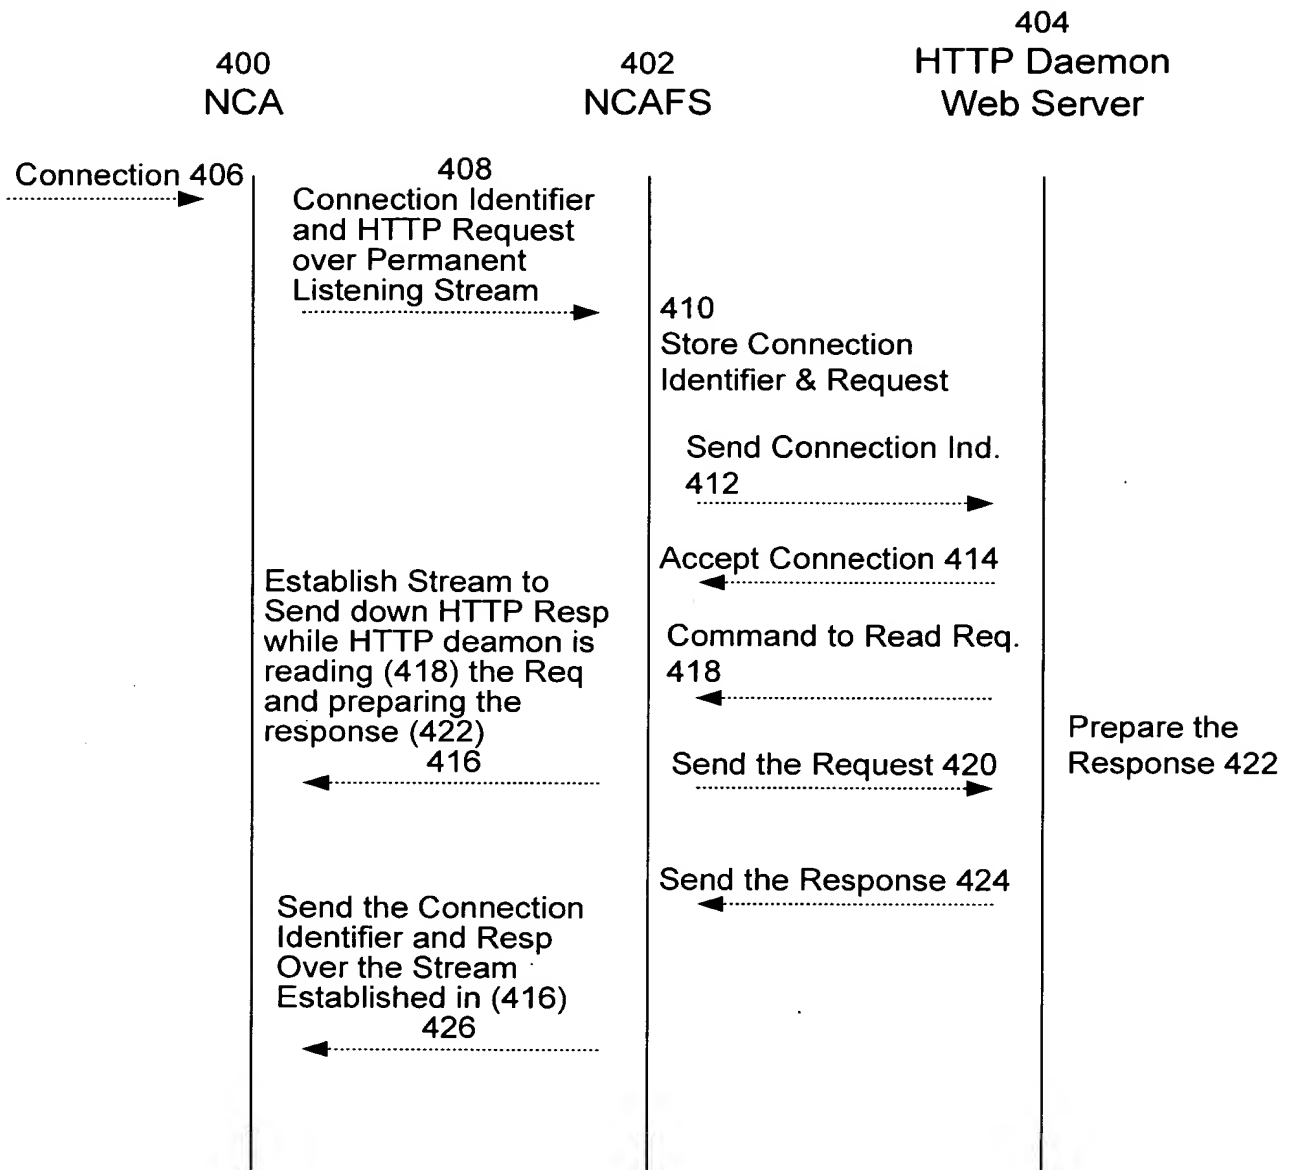 404
HTTP Daemon
Web Server
400
NCA
402
NCAFS
Connection 406
408
Connection Identifier
and HTTP Request
over Permanent
Listening Stream
410
Store Connection
Identifier & Request
Send Connection Ind.
412
Accept Connection 414
Establish Stream to
Send down HTTP Resp
while HTTP deamon is
reading (418) the Req
and preparing the
response (422)
416
Command to Read Req.
418
Send the Request 420
Prepare the
Response 422
Send the Response 424
Send the Connection
Identifier and Resp
Over the Stream
Established in (416)
426